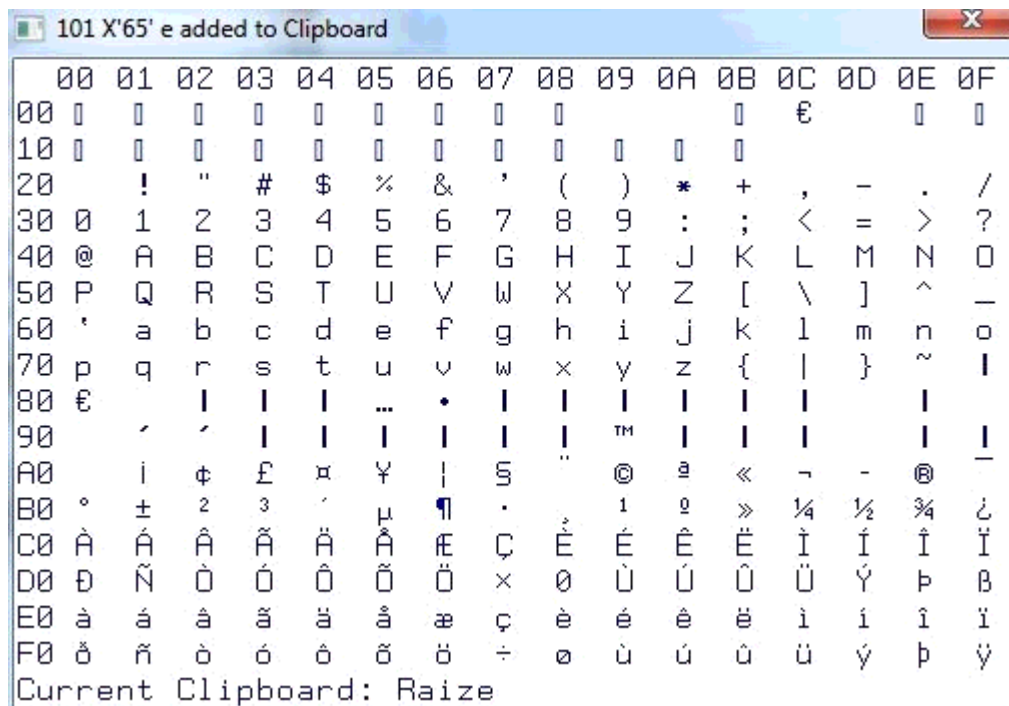 101 X'65' e added to Clipboard
00 01 02 03 04 05 06 07 08 09 0A 0B 0C 0D 0E 0F
00 ▯ ▯ ▯ ▯ ▯ ▯ ▯ ▯ ▯ ▯ € ▯ ▯
10 ▯ ▯ ▯ ▯ ▯ ▯ ▯ ▯ ▯ ▯ ▯ ▯
20 ! " # $ % & ' ( ) * + , - . /
30 0 1 2 3 4 5 6 7 8 9 : ; < = > ?
40 @ A B C D E F G H I J K L M N O
50 P Q R S T U V W X Y Z [ \ ] ^ _
60 ` a b c d e f g h i j k l m n o
70 p q r s t u v w x y z { | } ~ ❙
80 € ❙ ❙ ❙ … • ❙ ❙ ❙ ❙ ❙ ❙ ❙
90 ´ ´ ❙ ❙ ❙ ❙ ❙ ❙ ™ ❙ ❙ ❙ ❙ ❙
A0 ¡ ¢ £ ¤ ¥ ¦ § ¨ © ª « ¬ - ® ¯
B0 ° ± ² ³ ´ µ ¶ · ¸ ¹ º » ¼ ½ ¾ ¿
C0 À Á Â Ã Ä Å Æ Ç È É Ê Ë Ì Í Î Ï
D0 Ð Ñ Ò Ó Ô Õ Ö × Ø Ù Ú Û Ü Ý Þ ß
E0 à á â ã ä å æ ç è é ê ë ì í î ï
F0 ð ñ ò ó ô õ ö ÷ ø ù ú û ü ý þ ÿ
Current Clipboard: Raize